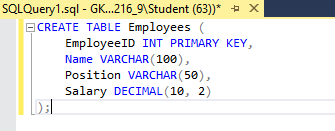 SQLQuery1.sql - GK...216_9\Student (63))*
CREATE TABLE Employees (
EmployeeID INT PRIMARY KEY,
Name VARCHAR(100),
Position VARCHAR(50),
Salary DECIMAL(10, 2)
);